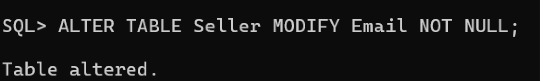 SQL> ALTER TABLE Seller MODIFY Email NOT NULL;
Table altered.